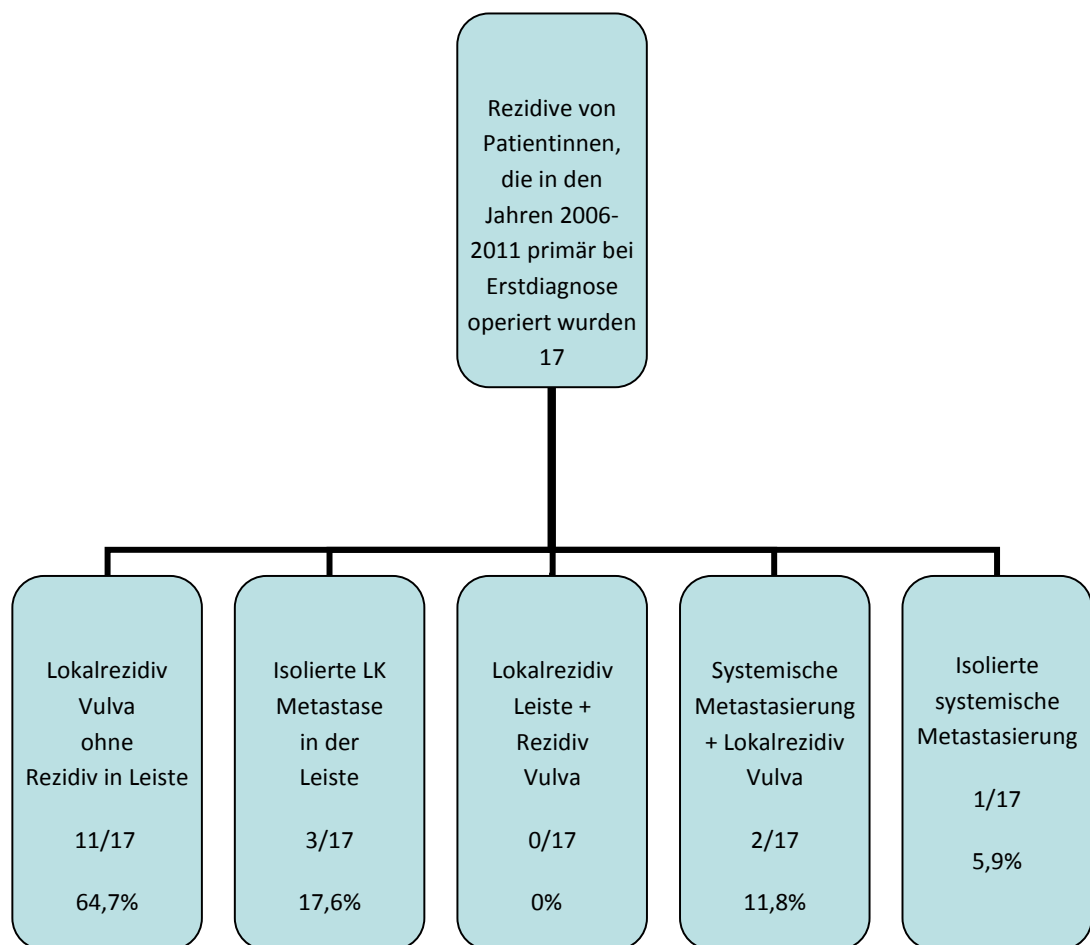 Rezidive von
Patientinnen,
die in den
Jahren 2006-
2011 primär bei
Erstdiagnose
operiert wurden
17
Lokalrezidiv
Vulva
ohne
Rezidiv in Leiste
11/17
64,7%
Isolierte LK
Metastase
in der
Leiste
3/17
17,6%
Lokalrezidiv
Leiste +
Rezidiv
Vulva
0/17
0%
Systemische
Metastasierung
+ Lokalrezidiv
Vulva
2/17
11,8%
Isolierte
systemische
Metastasierung
1/17
5,9%